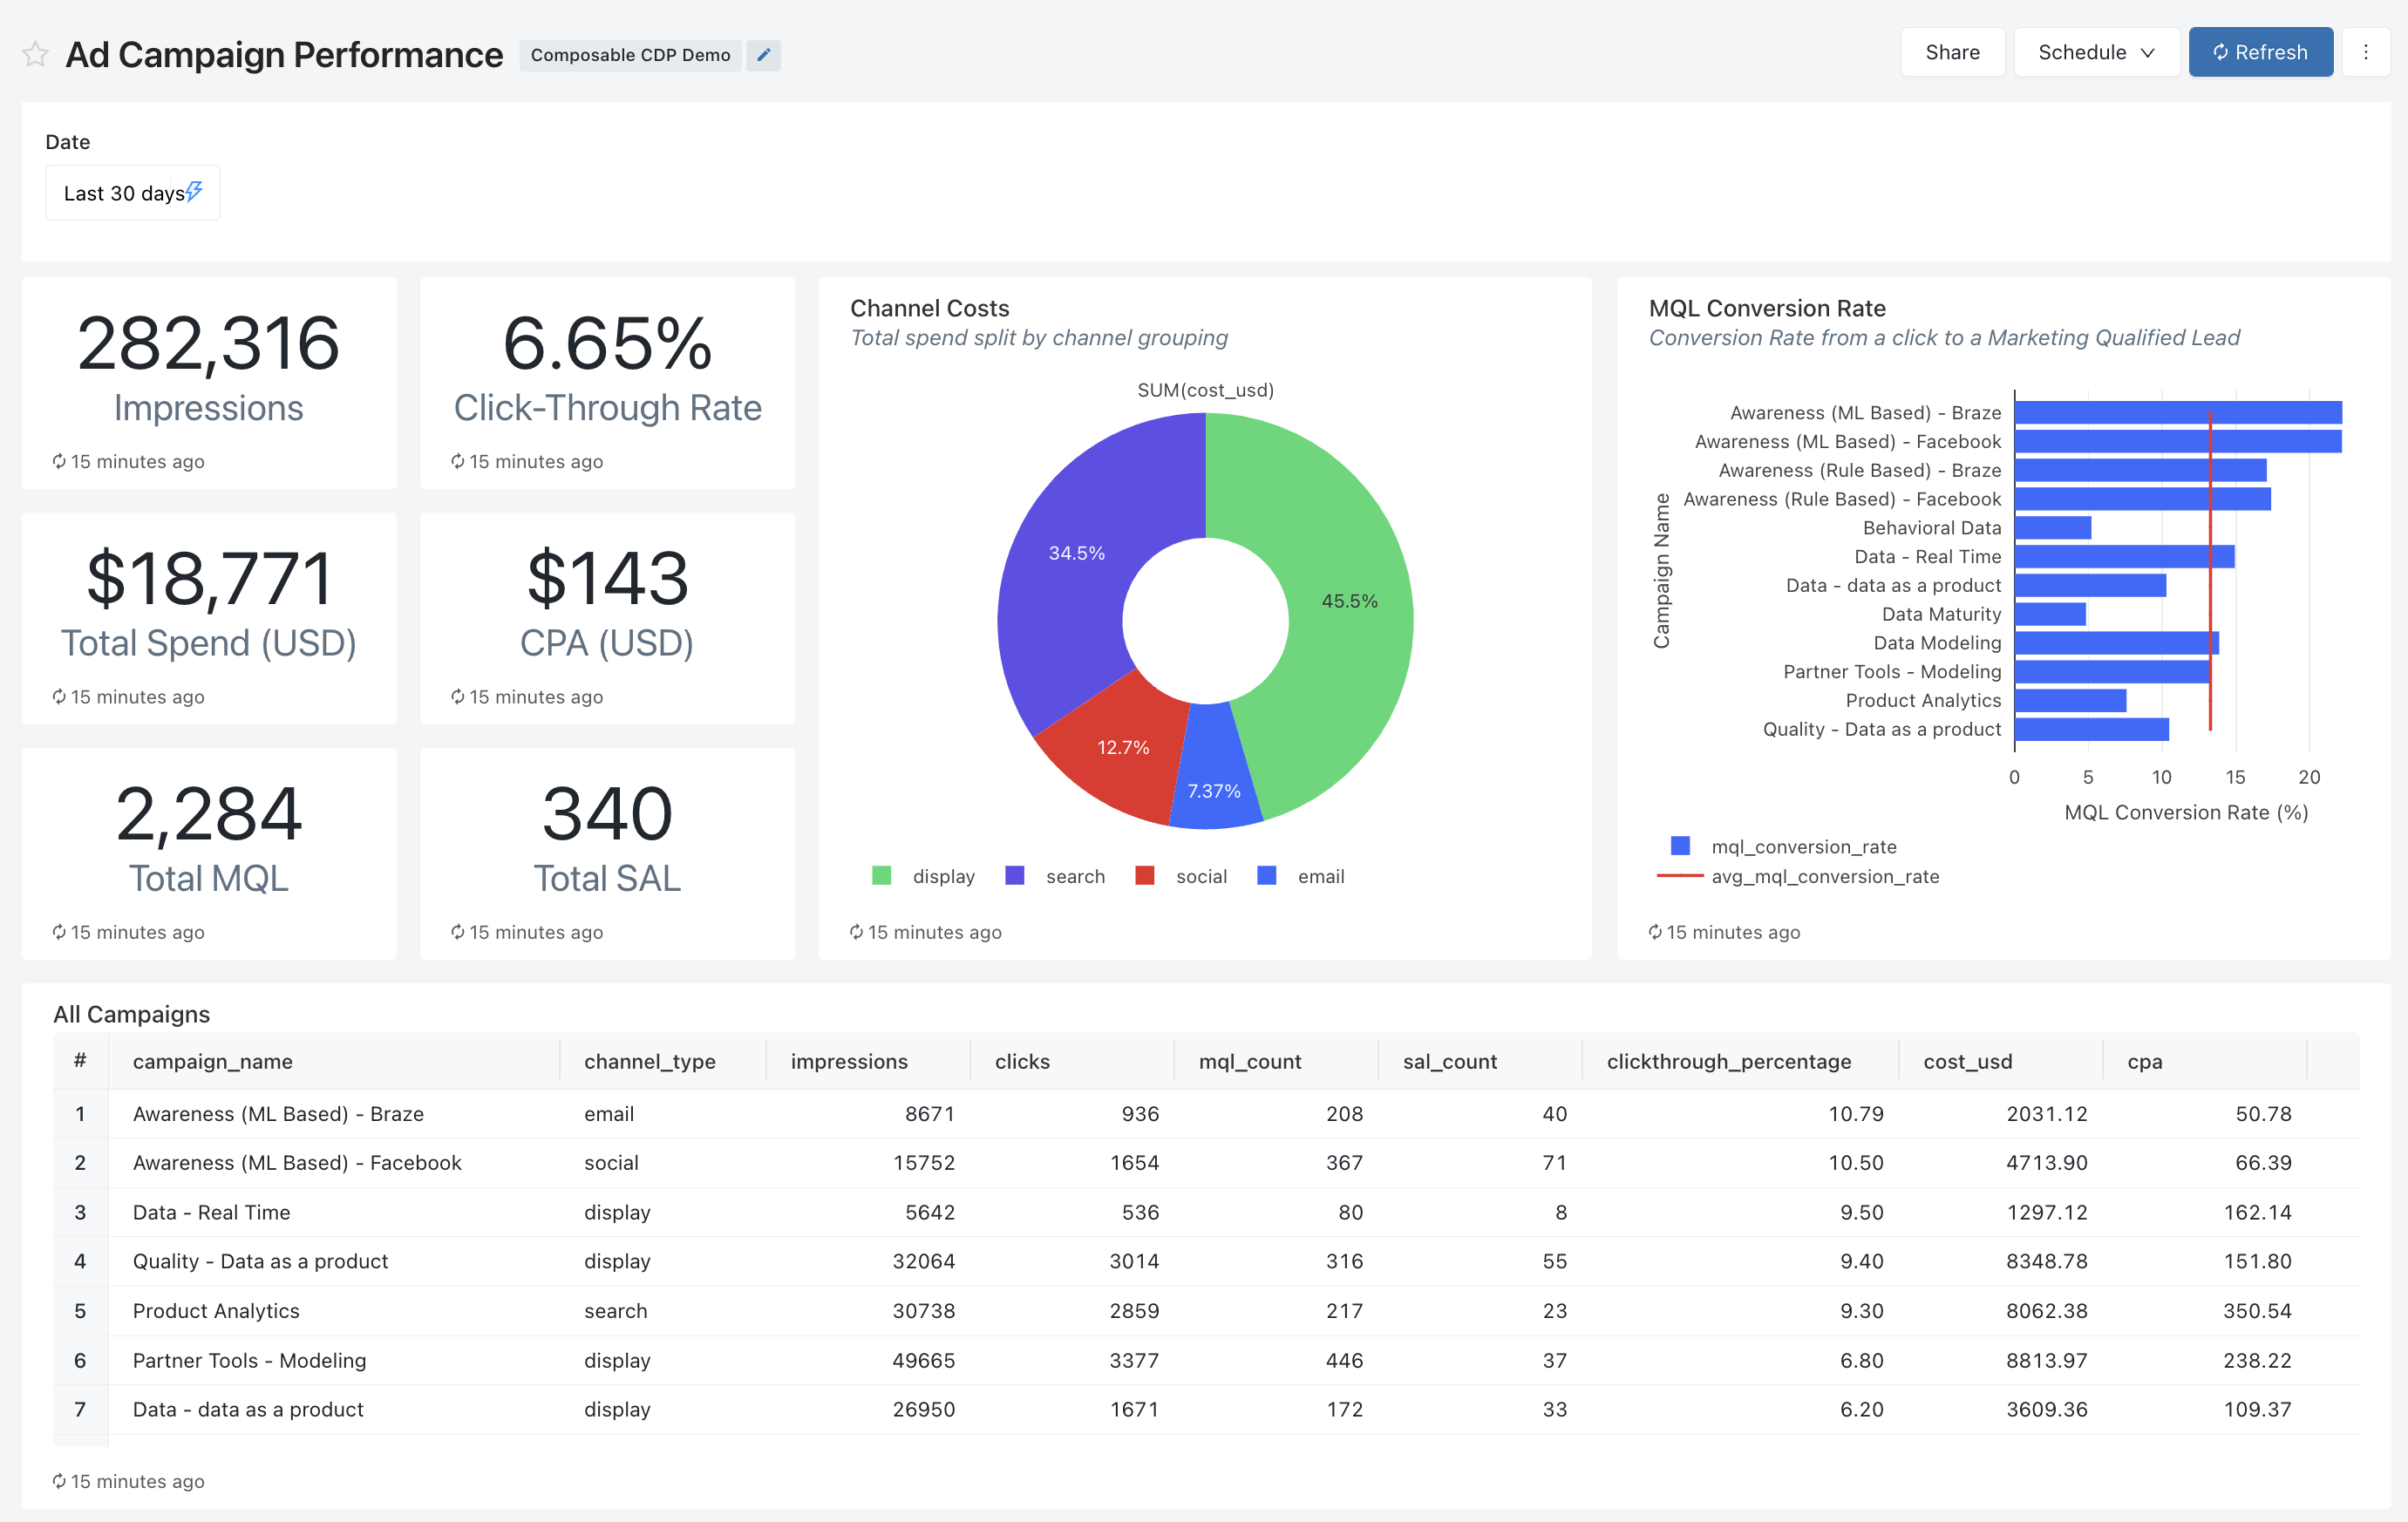 Ad Campaign Performance
Composable CDP Demo
Share
Schedule
Refresh
Date
Last 30 days
282,316
Impressions
15 minutes ago
6.65%
Click-Through Rate
15 minutes ago
$18,771
Total Spend (USD)
15 minutes ago
$143
CPA (USD)
15 minutes ago
2,284
Total MQL
15 minutes ago
340
Total SAL
15 minutes ago
Channel Costs
Total spend split by channel grouping
SUM(cost_usd)
34.5%
45.5%
12.7%
7.37%
display search social email
15 minutes ago
MQL Conversion Rate
Conversion Rate from a click to a Marketing Qualified Lead
Campaign Name
Awareness (ML Based) - Braze
Awareness (ML Based) - Facebook
Awareness (Rule Based) - Braze
Awareness (Rule Based) - Facebook
Behavioral Data
Data - Real Time
Data - data as a product
Data Maturity
Data Modeling
Partner Tools - Modeling
Product Analytics
Quality - Data as a product
0 5 10 15 20
MQL Conversion Rate (%)
mql_conversion_rate
avg_mql_conversion_rate
15 minutes ago
All Campaigns
# campaign_name channel_type impressions clicks mql_count sal_count clickthrough_percentage cost_usd cpa
1 Awareness (ML Based) - Braze email 8671 936 208 40 10.79 2031.12 50.78
2 Awareness (ML Based) - Facebook social 15752 1654 367 71 10.50 4713.90 66.39
3 Data - Real Time display 5642 536 80 8 9.50 1297.12 162.14
4 Quality - Data as a product display 32064 3014 316 55 9.40 8348.78 151.80
5 Product Analytics search 30738 2859 217 23 9.30 8062.38 350.54
6 Partner Tools - Modeling display 49665 3377 446 37 6.80 8813.97 238.22
7 Data - data as a product display 26950 1671 172 33 6.20 3609.36 109.37
15 minutes ago